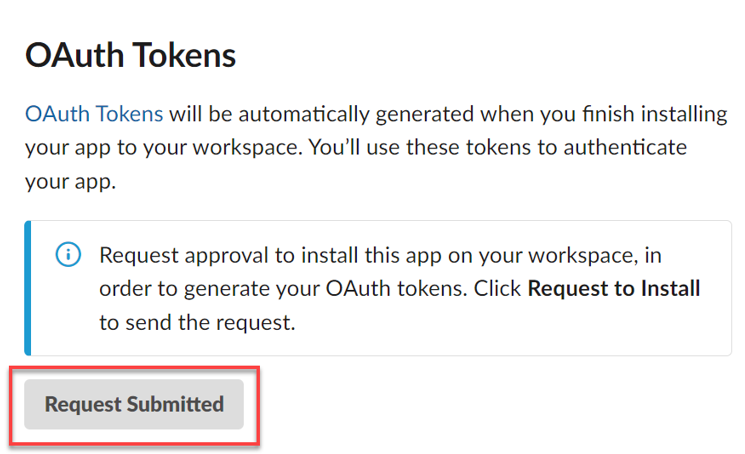 OAuth Tokens
OAuth Tokens will be automatically generated when you finish installing
your app to your workspace. You’ll use these tokens to authenticate
your app.
Request approval to install this app on your workspace, in
order to generate your OAuth tokens. Click Request to Install
to send the request.
Request Submitted